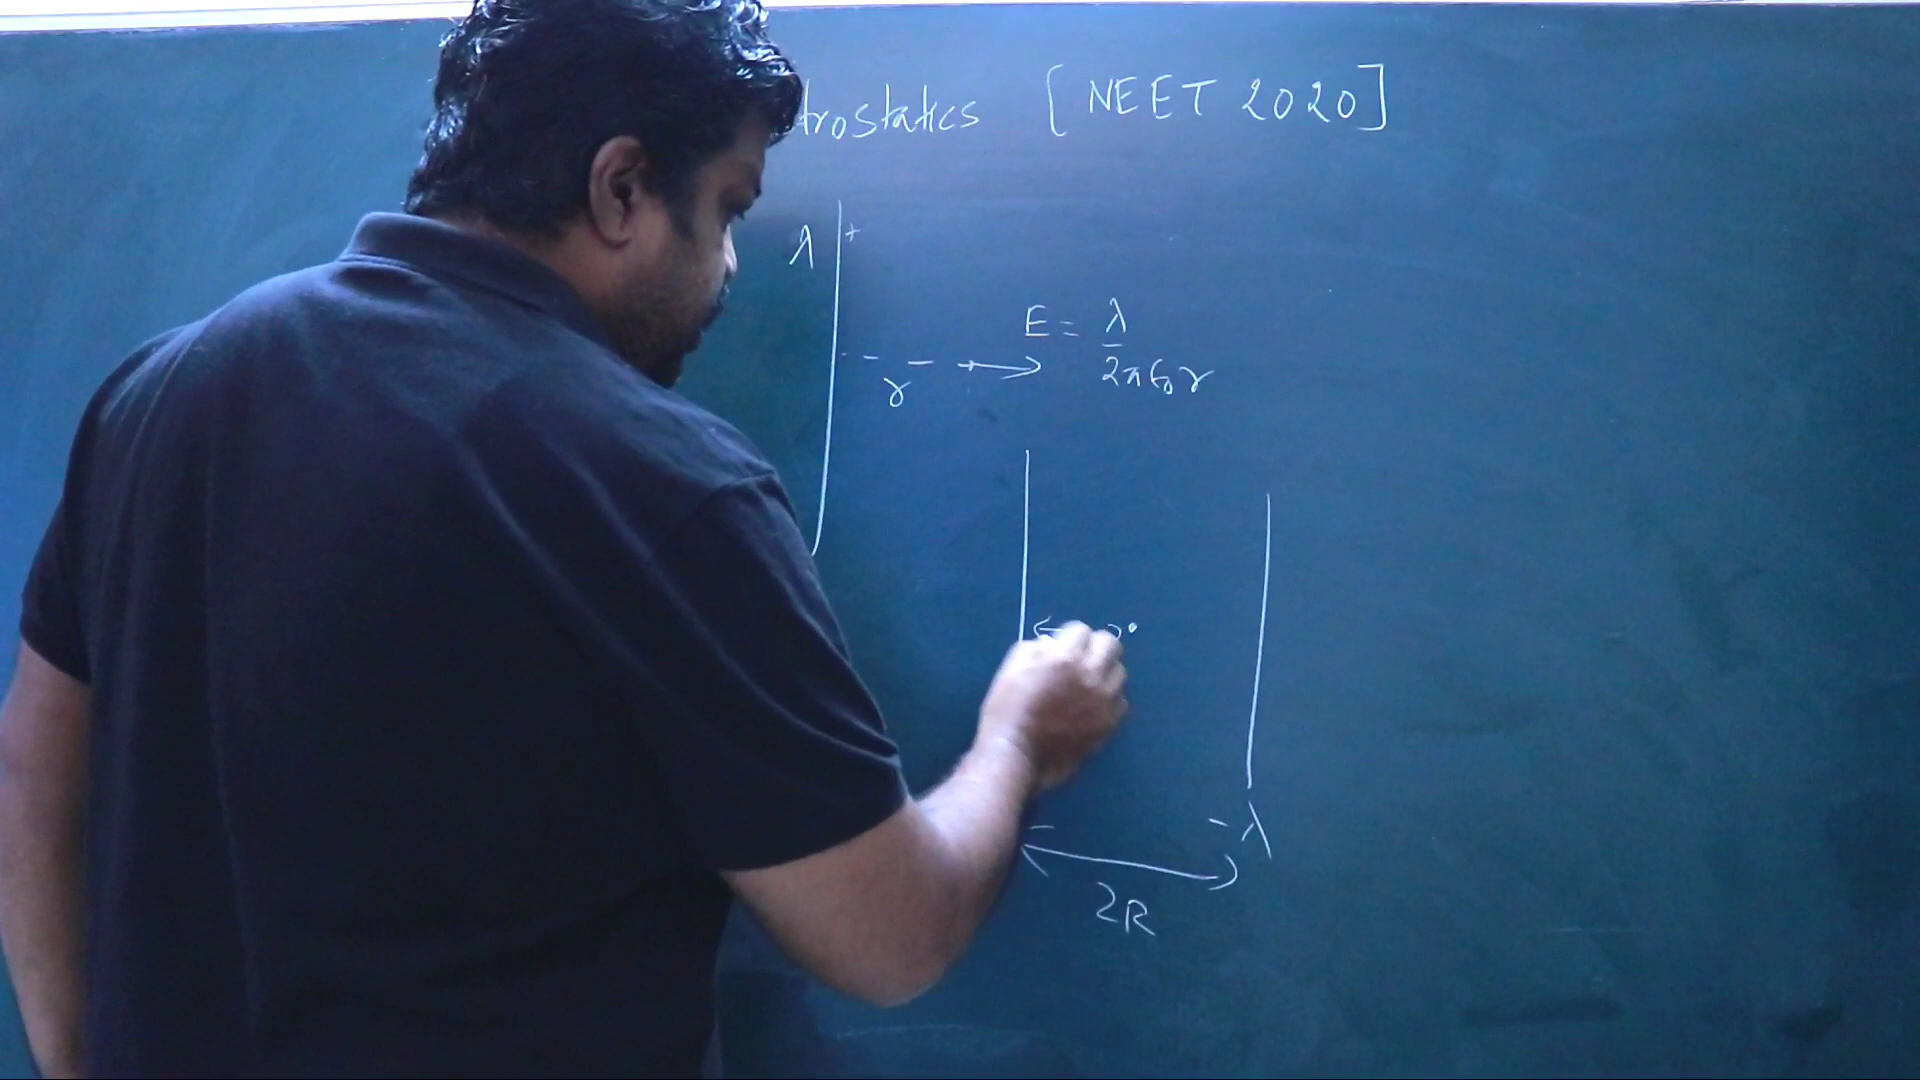 trostatics [NEET 2020]
λ +
E = λ
2πϵ₀r
r
- λ
2R